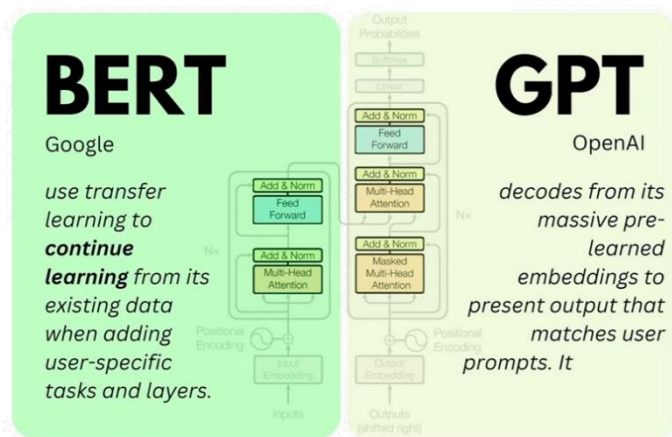 BERT
Google
use transfer
learning to
continue
learning from its
existing data
when adding
user-specific
tasks and layers.
Add & Norm
Feed
Forward
Add & Norm
Multi-Head
Attention
Nx
Positional
Encoding
Input
Embedding
Inputs
Output
Probabilities
Softmax
Linear
Add & Norm
Feed
Forward
Add & Norm
Multi-Head
Attention
Nx
Add & Norm
Masked
Multi-Head
Attention
Positional
Encoding
Output
Embedding
Outputs
(shifted right)
GPT
OpenAI
decodes from its
massive pre-
learned
embeddings to
present output that
matches user
prompts. It